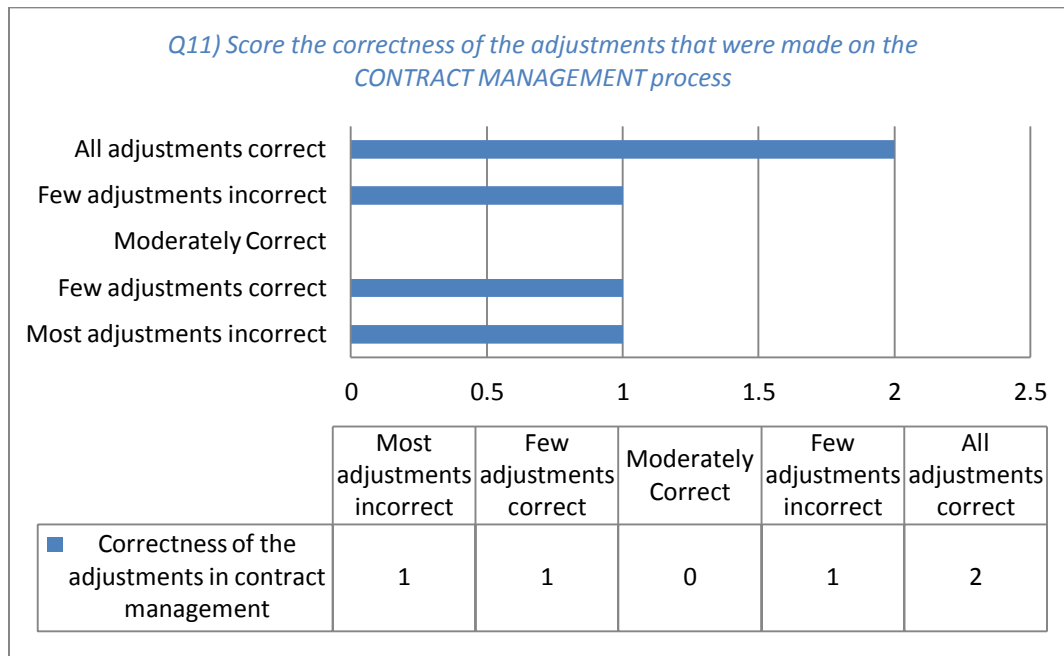 Q11) Score the correctness of the adjustments that were made on the
CONTRACT MANAGEMENT process
All adjustments correct
Few adjustments incorrect
Moderately Correct
Few adjustments correct
Most adjustments incorrect
0 0.5 1 1.5 2 2.5
Most
adjustments
incorrect
Few
adjustments
correct
Moderately
Correct
Few
adjustments
incorrect
All
adjustments
correct
Correctness of the
adjustments in contract
management
1 1 0 1 2